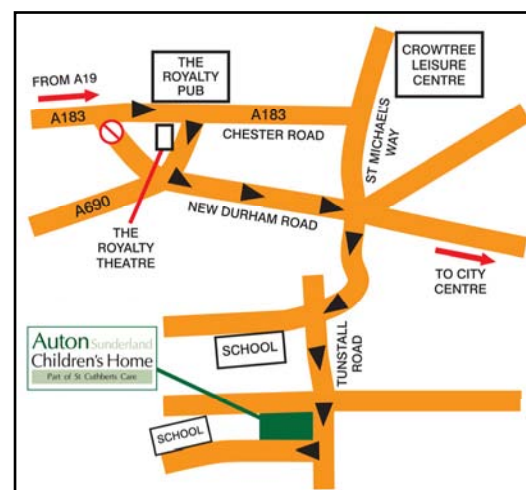 THE
ROYALTY
PUB
CROWTREE
LEISURE
CENTRE
FROM A19
A183
A183
CHESTER ROAD
ST MICHAEL'S
WAY
A690
NEW DURHAM ROAD
THE
ROYALTY
THEATRE
TO CITY
CENTRE
Auton Sunderland
Children's Home
Part of St Cuthberts Care
SCHOOL
TUNSTALL
ROAD
SCHOOL